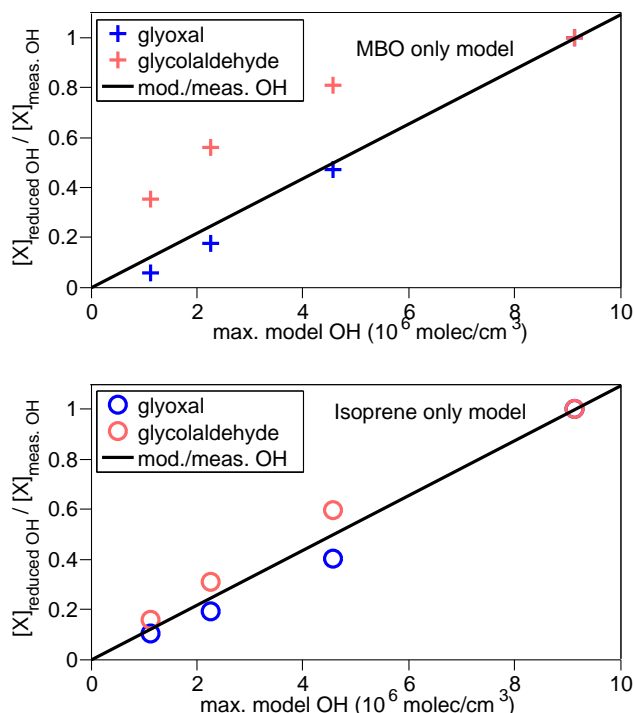 glyoxal
glycolaldehyde
mod./meas. OH
MBO only model
1
0.8
0.6
0.4
0.2
0
[X]reduced OH / [X]meas. OH
0 2 4 6 8 10
max. model OH (10^6 molec/cm^3)
glyoxal
glycolaldehyde
mod./meas. OH
Isoprene only model
1
0.8
0.6
0.4
0.2
0
[X]reduced OH / [X]meas. OH
0 2 4 6 8 10
max. model OH (10^6 molec/cm^3)